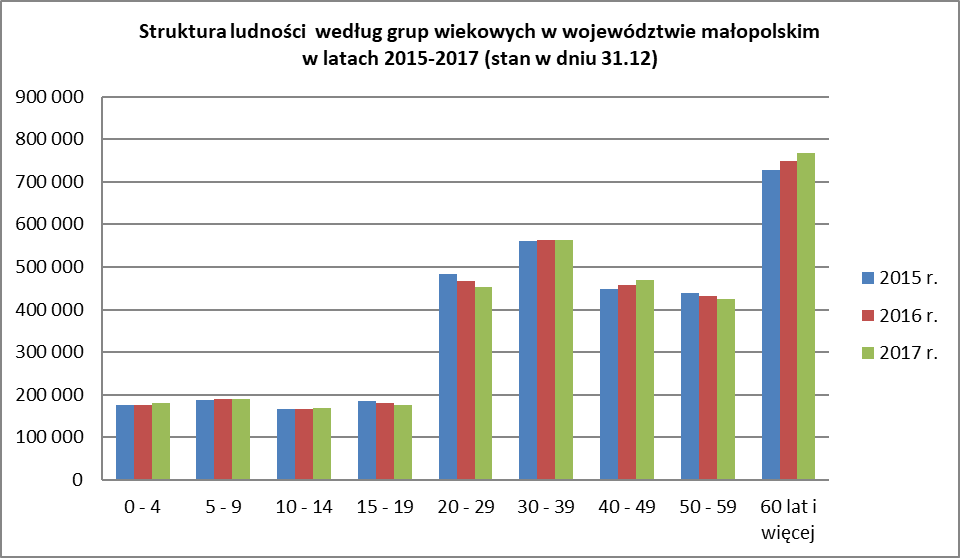 Struktura ludności  według grup wiekowych w województwie małopolskim
w latach 2015-2017 (stan w dniu 31.12)
900 000
800 000
700 000
600 000
500 000
400 000
300 000
200 000
100 000
0
0 - 4
5 - 9
10 - 14
15 - 19
20 - 29
30 - 39
40 - 49
50 - 59
60 lat i
więcej
2015 r.
2016 r.
2017 r.